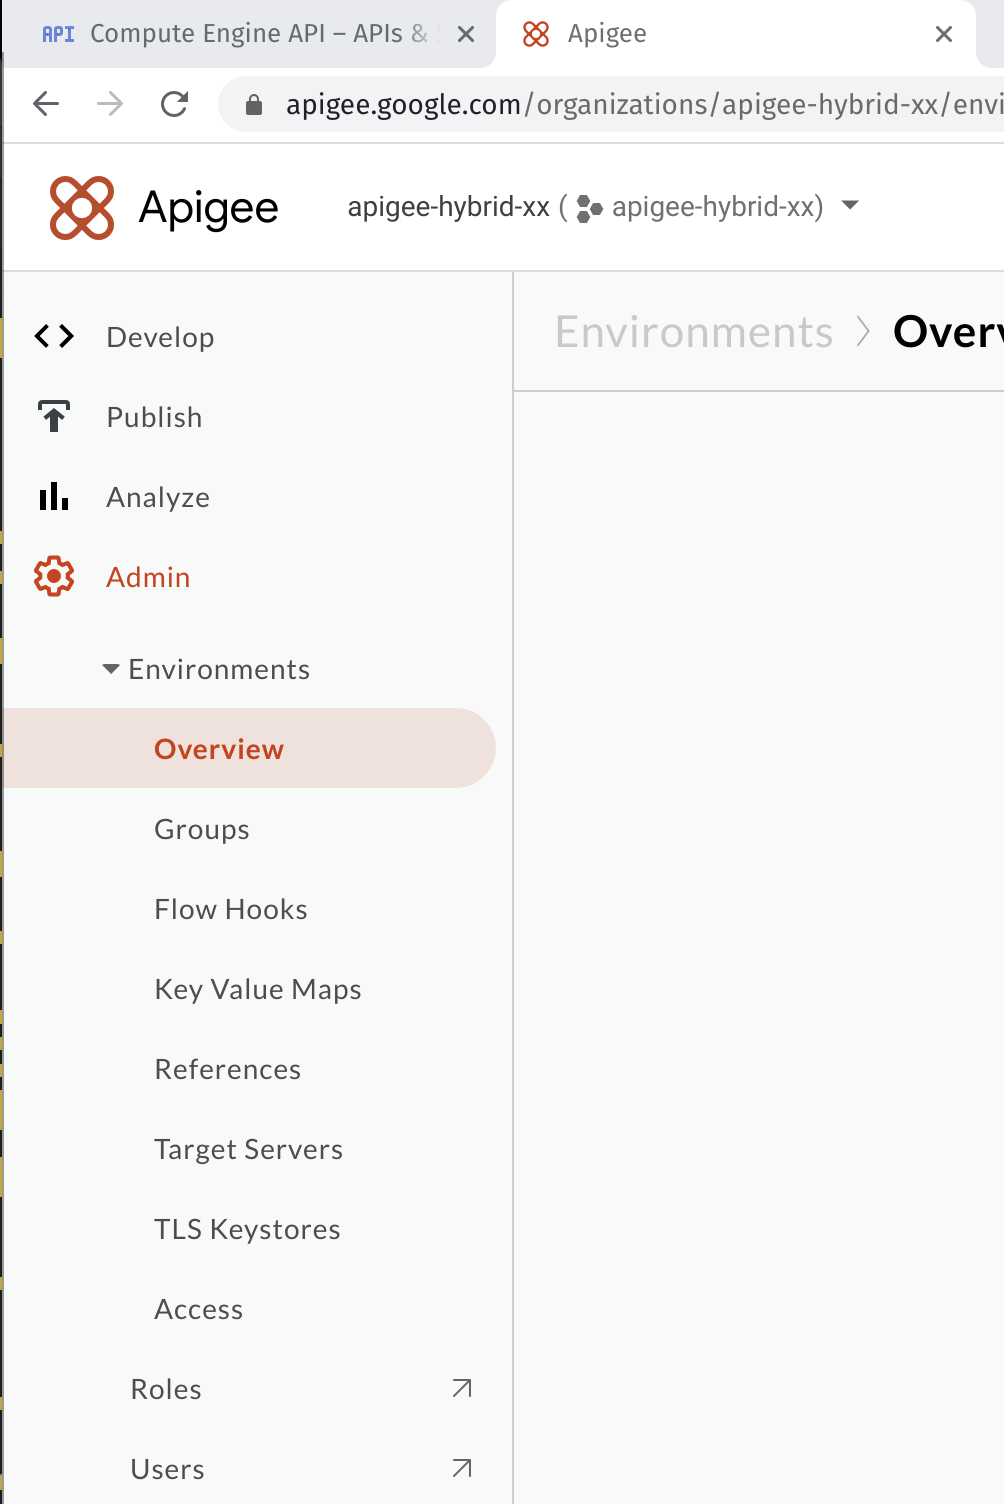 API Compute Engine API – APIs & Apigee
apigee.google.com/organizations/apigee-hybrid-xx/envi
Apigee apigee-hybrid-xx ( apigee-hybrid-xx)
Environments Overv
Develop
Publish
Analyze
Admin
Environments
Overview
Groups
Flow Hooks
Key Value Maps
References
Target Servers
TLS Keystores
Access
Roles
Users